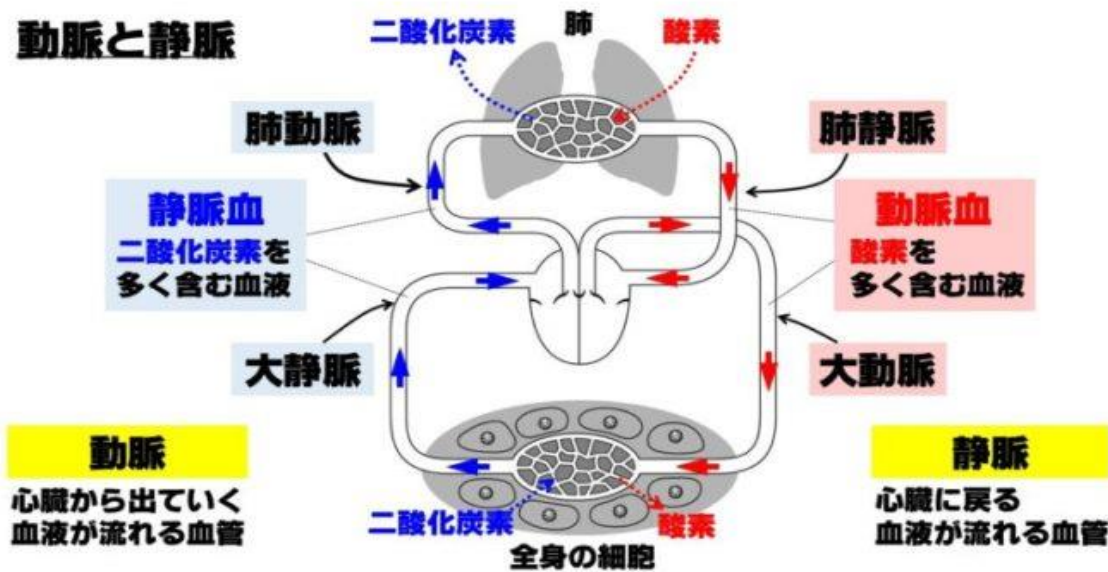 動脈と静脈
二酸化炭素
肺
酸素
肺動脈
肺静脈
静脈血
二酸化炭素を
多く含む血液
動脈血
酸素を
多く含む血液
大静脈
大動脈
動脈
心臓から出ていく
血液が流れる血管
静脈
心臓に戻る
血液が流れる血管
二酸化炭素
酸素
全身の細胞